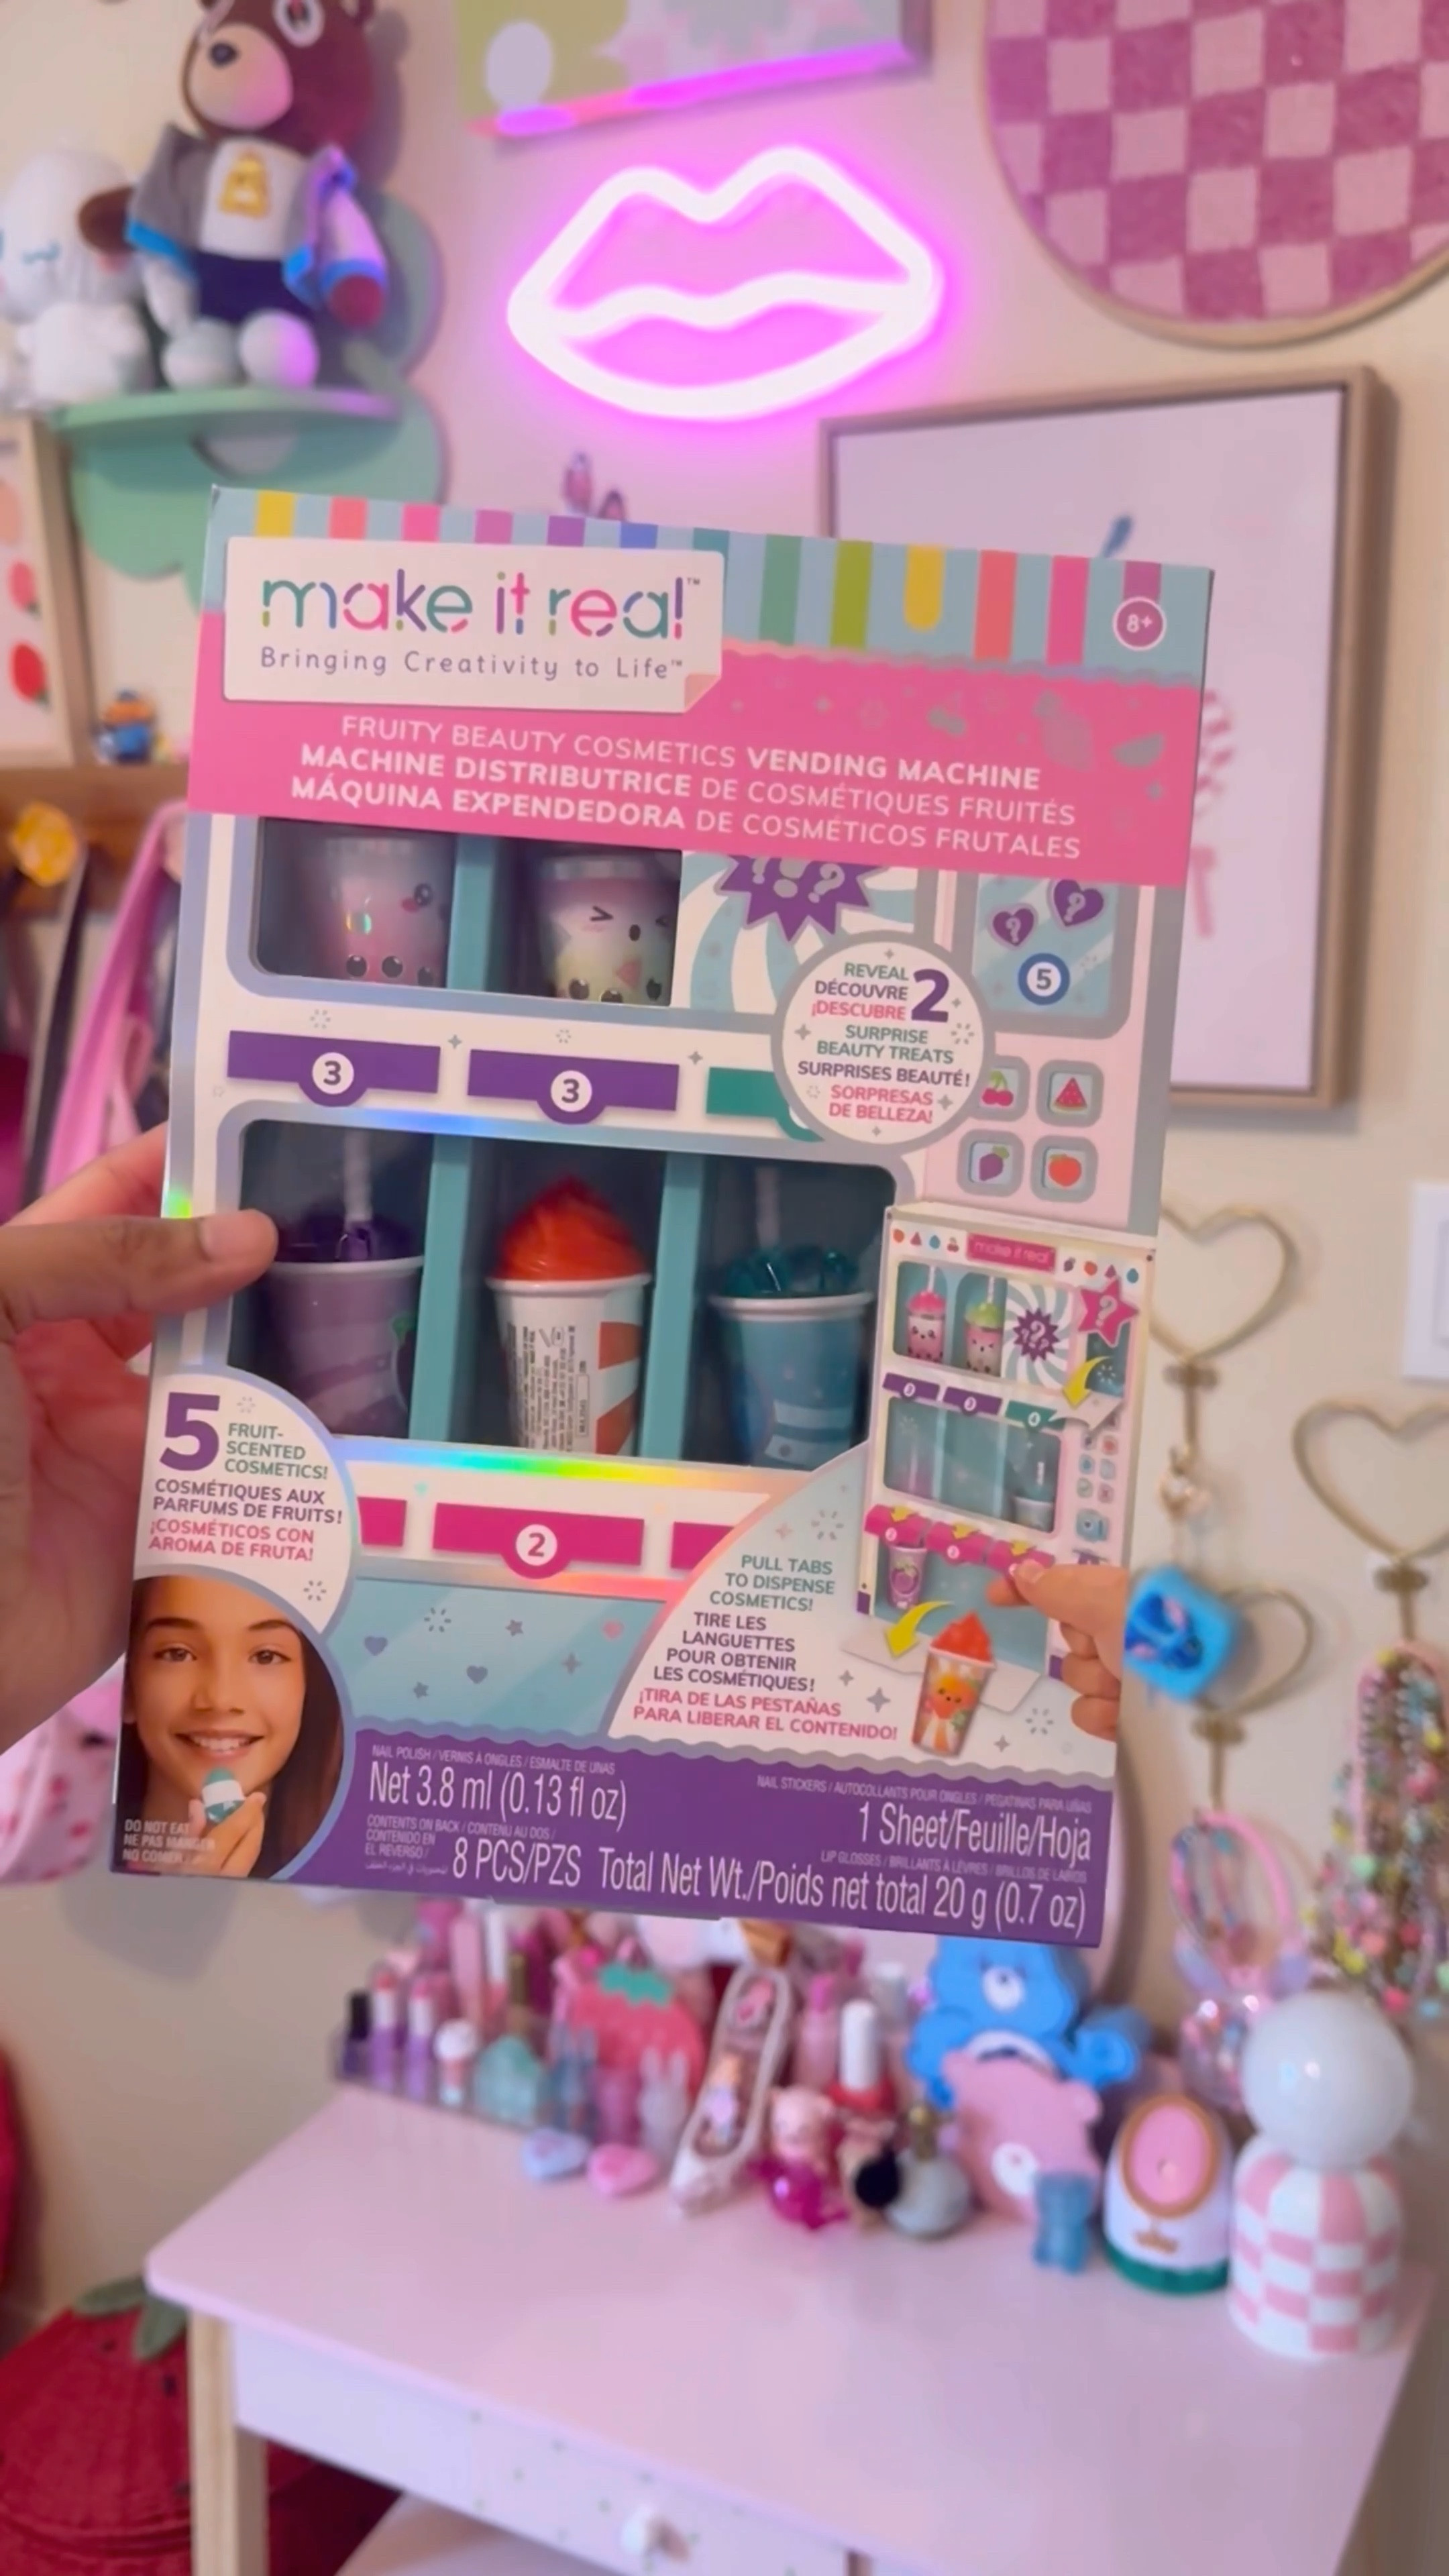 make it real™
Bringing Creativity to Life™
8+
FRUITY BEAUTY COSMETICS VENDING MACHINE
MACHINE DISTRIBUTRICE DE COSMÉTIQUES FRUITÉS
MÁQUINA EXPENDEDORA DE COSMÉTICOS FRUTALES
!?!?
?
?
5
REVEAL
DÉCOUVRE
¡DESCUBRE
2
SURPRISE
BEAUTY TREATS
SURPRISES BEAUTÉ!
SORPRESAS
DE BELLEZA!
3
3
make it real
?
3
3
4
5
FRUIT-
SCENTED
COSMETICS!
COSMÉTIQUES AUX
PARFUMS DE FRUITS!
¡COSMÉTICOS CON
AROMA DE FRUTA!
2
PULL TABS
TO DISPENSE
COSMETICS!
TIRE LES
LANGUETTES
POUR OBTENIR
LES COSMÉTIQUES!
¡TIRA DE LAS PESTAÑAS
PARA LIBERAR EL CONTENIDO!
DO NOT EAT
NE PAS MANGER
NO COMER
NAIL POLISH / VERNIS À ONGLES / ESMALTE DE UÑAS
Net 3.8 ml (0.13 fl oz)
NAIL STICKERS / AUTOCOLLANTS POUR ONGLES / PEGATINAS PARA UÑAS
1 Sheet/Feuille/Hoja
CONTENTS ON BACK / CONTENU AU DOS /
CONTENIDO EN
EL REVERSO /
8 PCS/PZS
LIP GLOSSES / BRILLANTS À LÈVRES / BRILLOS DE LABIOS
Total Net Wt./Poids net total 20 g (0.7 oz)